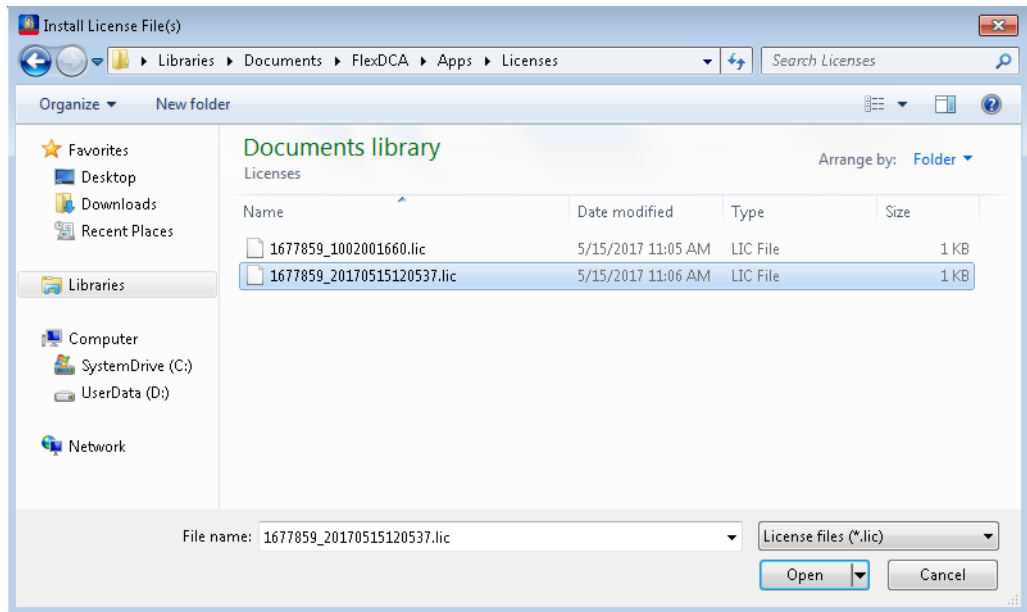 Install License File(s)
Libraries Documents FlexDCA Apps Licenses
Search Licenses
Organize New folder
Favorites
Desktop
Downloads
Recent Places
Libraries
Computer
SystemDrive (C:)
UserData (D:)
Network
Documents library
Licenses
Arrange by: Folder
Name Date modified Type Size
1677859_1002001660.lic 5/15/2017 11:05 AM LIC File 1 KB
1677859_20170515120537.lic 5/15/2017 11:06 AM LIC File 1 KB
File name: 1677859_20170515120537.lic License files (*.lic)
Open Cancel